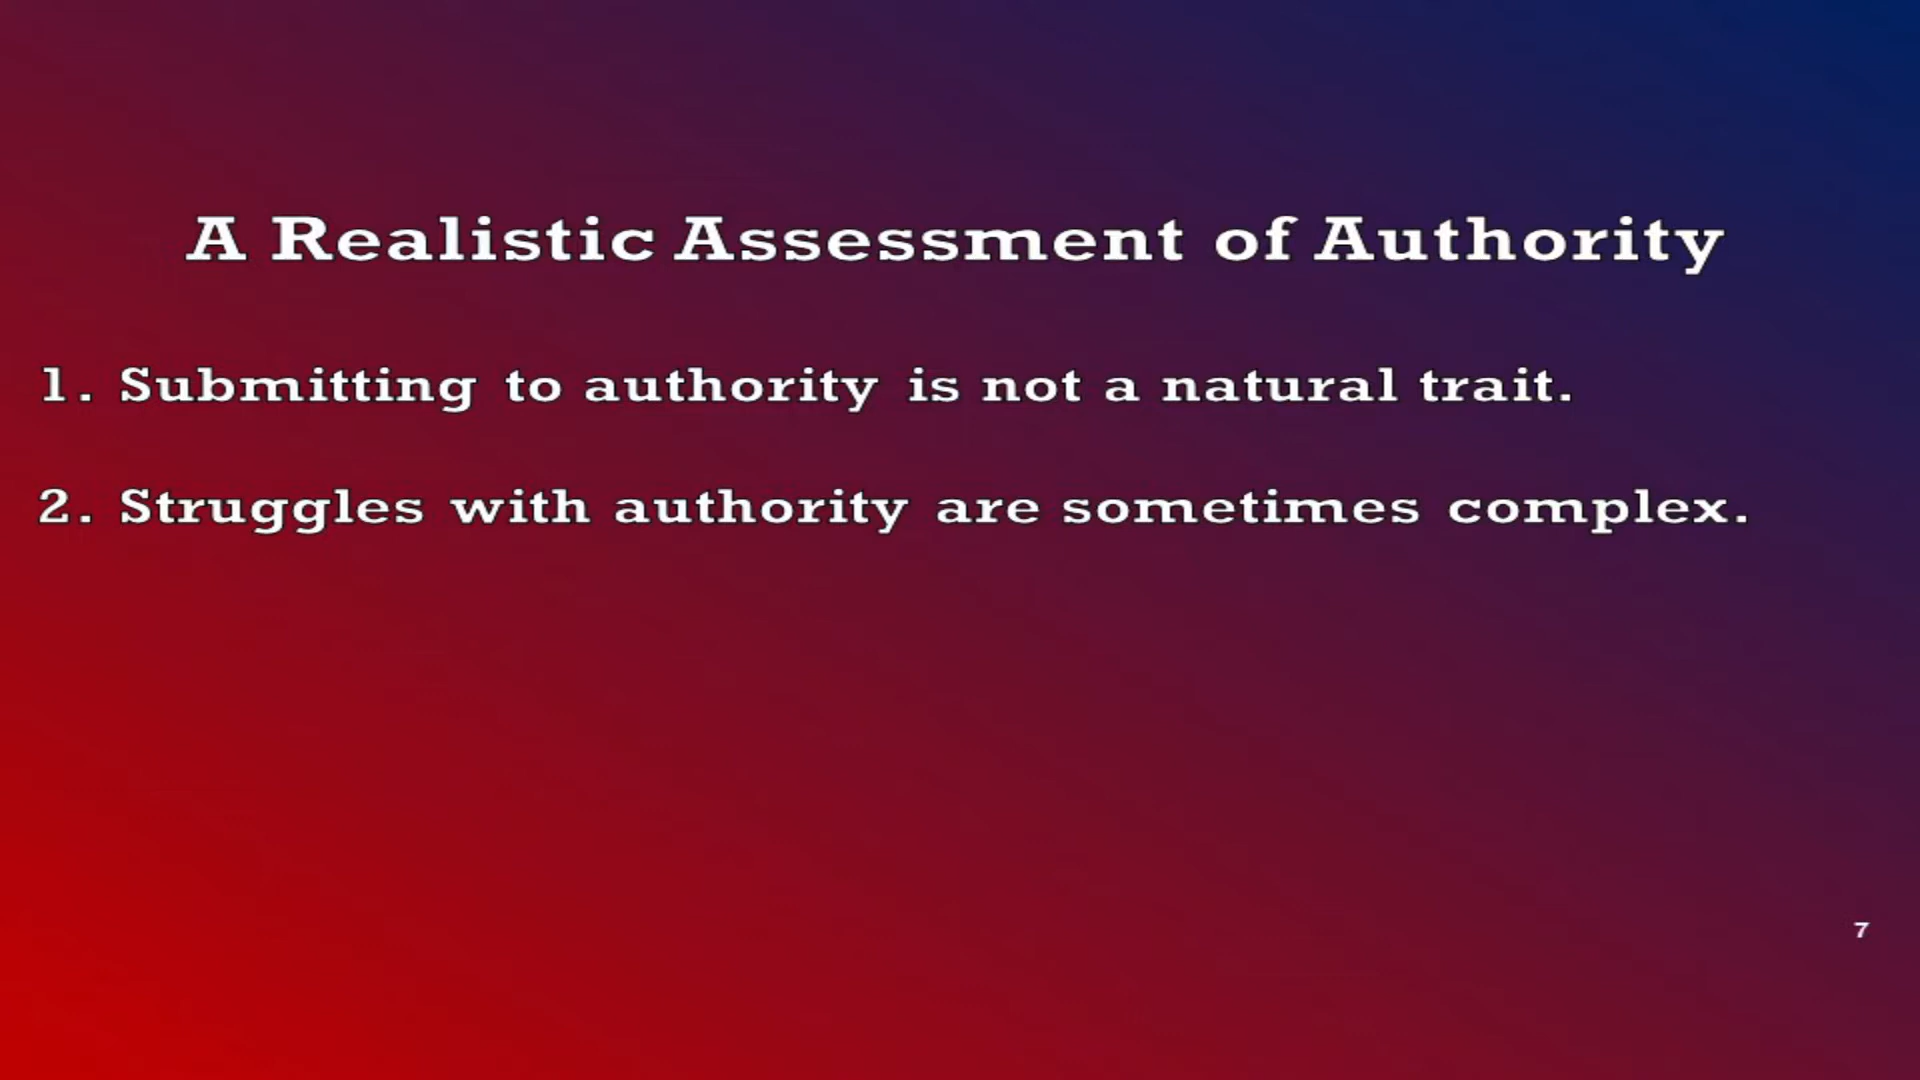 A Realistic Assessment of Authority
1. Submitting to authority is not a natural trait.
2. Struggles with authority are sometimes complex.
7